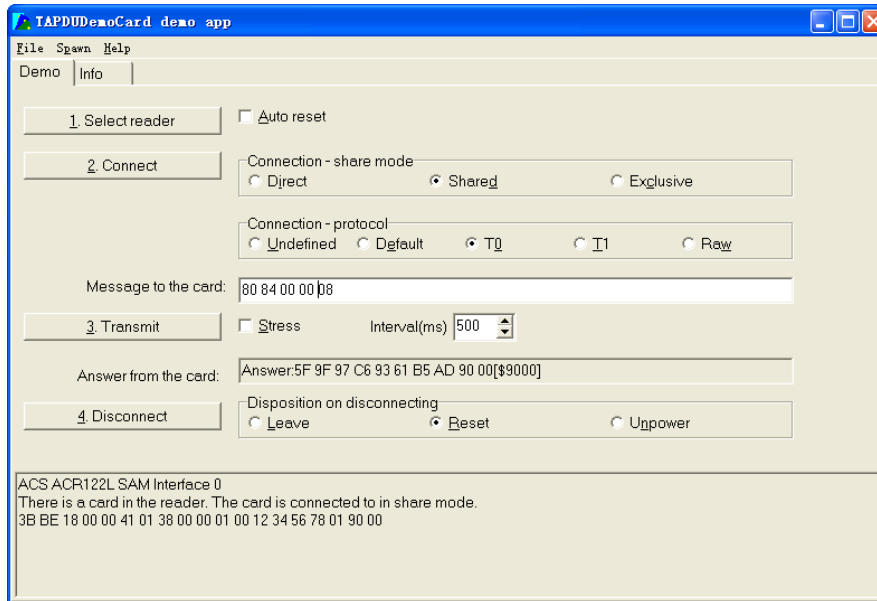 TAPDUDemoCard demo app
File Spawn Help
Demo Info
1. Select reader Auto reset
2. Connect Connection - share mode
Direct Shared Exclusive
Connection - protocol
Undefined Default T0 T1 Raw
Message to the card: 80 84 00 00 08
3. Transmit Stress Interval(ms) 500
Answer from the card: Answer:5F 9F 97 C6 93 61 B5 AD 90 00[$9000]
4. Disconnect Disposition on disconnecting
Leave Reset Unpower
ACS ACR122L SAM Interface 0
There is a card in the reader. The card is connected to in share mode.
3B BE 18 00 00 41 01 38 00 00 01 00 12 34 56 78 01 90 00